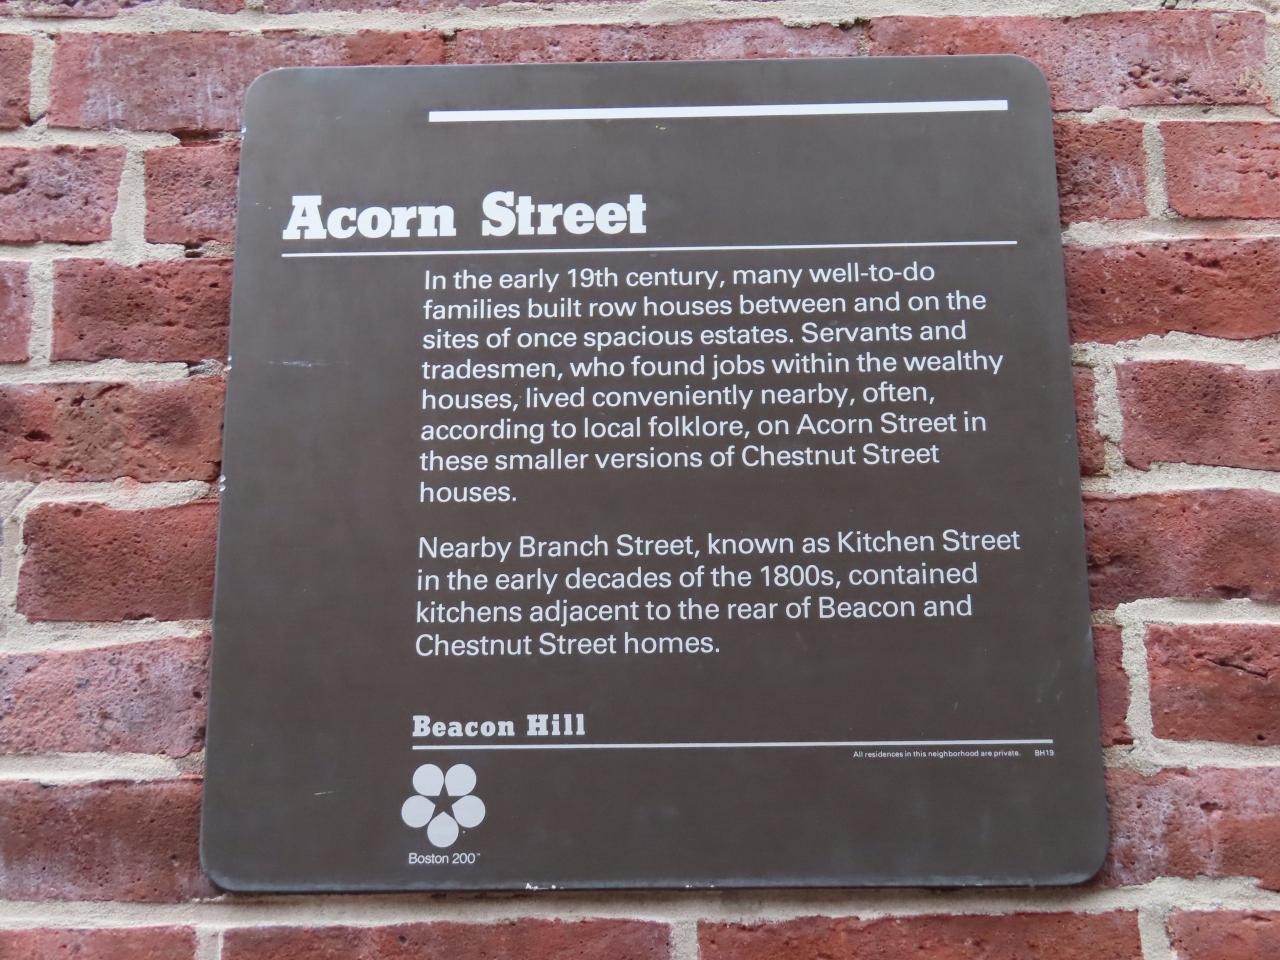 Acorn Street
In the early 19th century, many well-to-do
families built row houses between and on the
sites of once spacious estates. Servants and
tradesmen, who found jobs within the wealthy
houses, lived conveniently nearby, often,
according to local folklore, on Acorn Street in
these smaller versions of Chestnut Street
houses.
Nearby Branch Street, known as Kitchen Street
in the early decades of the 1800s, contained
kitchens adjacent to the rear of Beacon and
Chestnut Street homes.
Beacon Hill
All residences in this neighborhood are private. BH19
Boston 200™